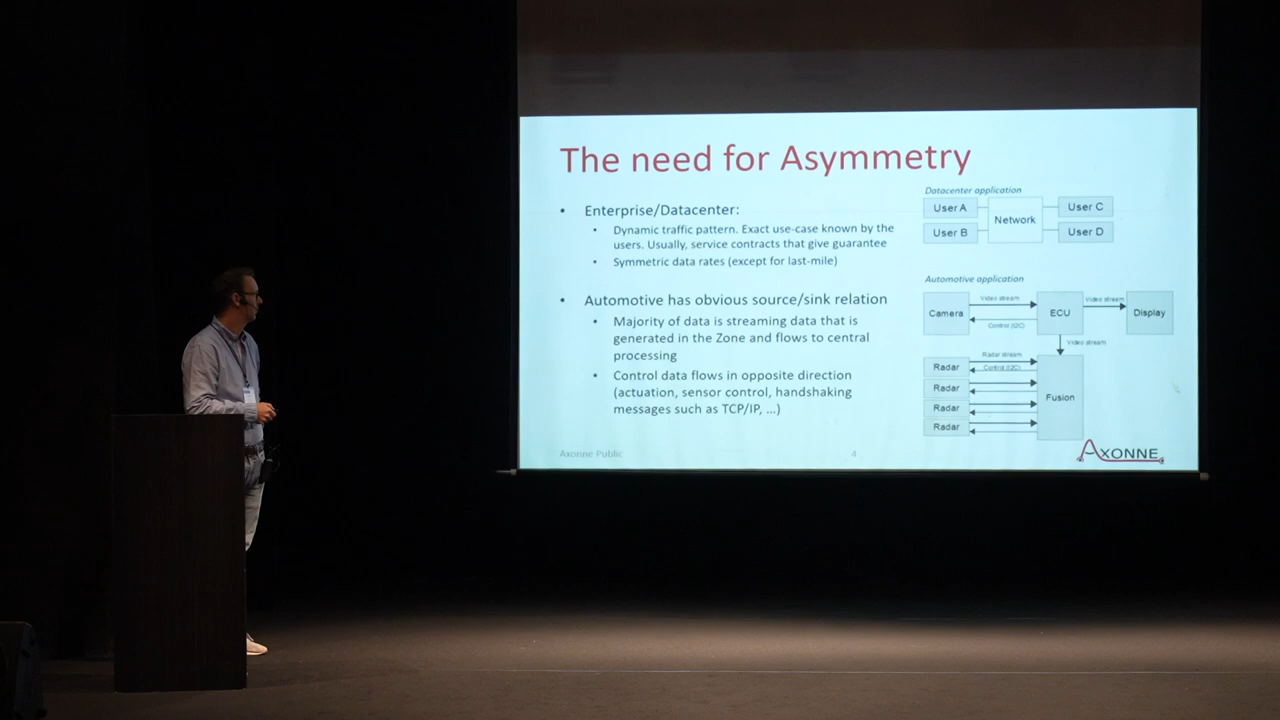 The need for Asymmetry
• Enterprise/Datacenter:
• Dynamic traffic pattern. Exact use-case known by the
users. Usually, service contracts that give guarantee
• Symmetric data rates (except for last-mile)
• Automotive has obvious source/sink relation
• Majority of data is streaming data that is
generated in the Zone and flows to central
processing
• Control data flows in opposite direction
(actuation, sensor control, handshaking
messages such as TCP/IP, ...)
Datacenter application
User A
Network
User C
User B
User D
Automotive application
Camera
Video stream
Control (I2C)
ECU
Video stream
Display
Video stream
Radar
Radar stream
Control (I2C)
Radar
Fusion
Radar
Radar
Axonne Public
4
AXONNE